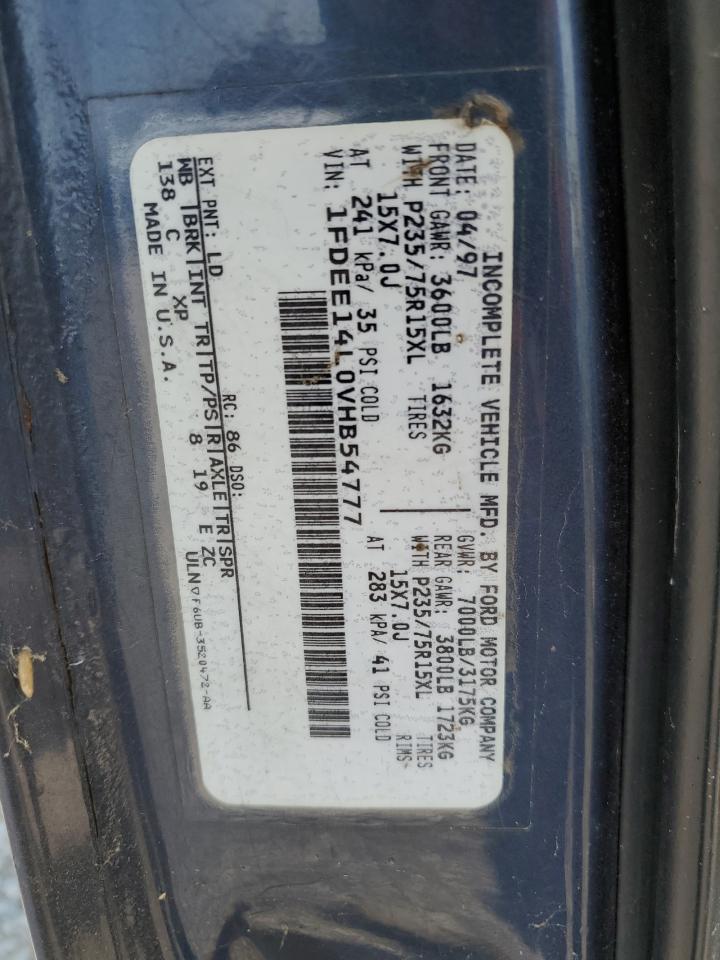 INCOMPLETE VEHICLE MFD. BY FORD MOTOR COMPANY
DATE: 04/97 GVWR: 7000LB/3175KG
FRONT GAWR: 3600LB 1632KG REAR GAWR: 3800LB 1723KG
WITH P235/75R15XL TIRES WITH P235/75R15XL TIRES
15X7.0J 15X7.0J RIMS
AT 241 kPa/ 35 PSI COLD AT 283 kPA/ 41 PSI COLD
VIN: 1FDEE14L0VHB54777
EXT PNT: LD RC: 86 DSO:
WB |BRK|INT TR|TP/PS|R|AXLE|TR|SPR
138 C XP 8 19 E ZC
MADE IN U.S.A. ULN▽F6UB-3520472-AA